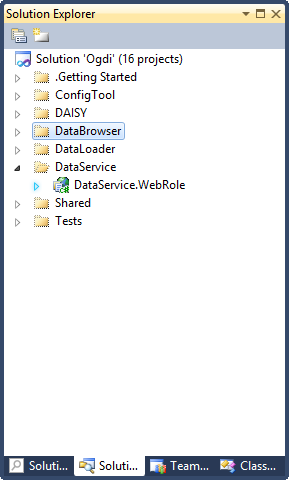 Solution Explorer
Solution 'Ogdi' (16 projects)
.Getting Started
ConfigTool
DAISY
DataBrowser
DataLoader
DataService
DataService.WebRole
Shared
Tests
Soluti... Soluti... Team... Class...